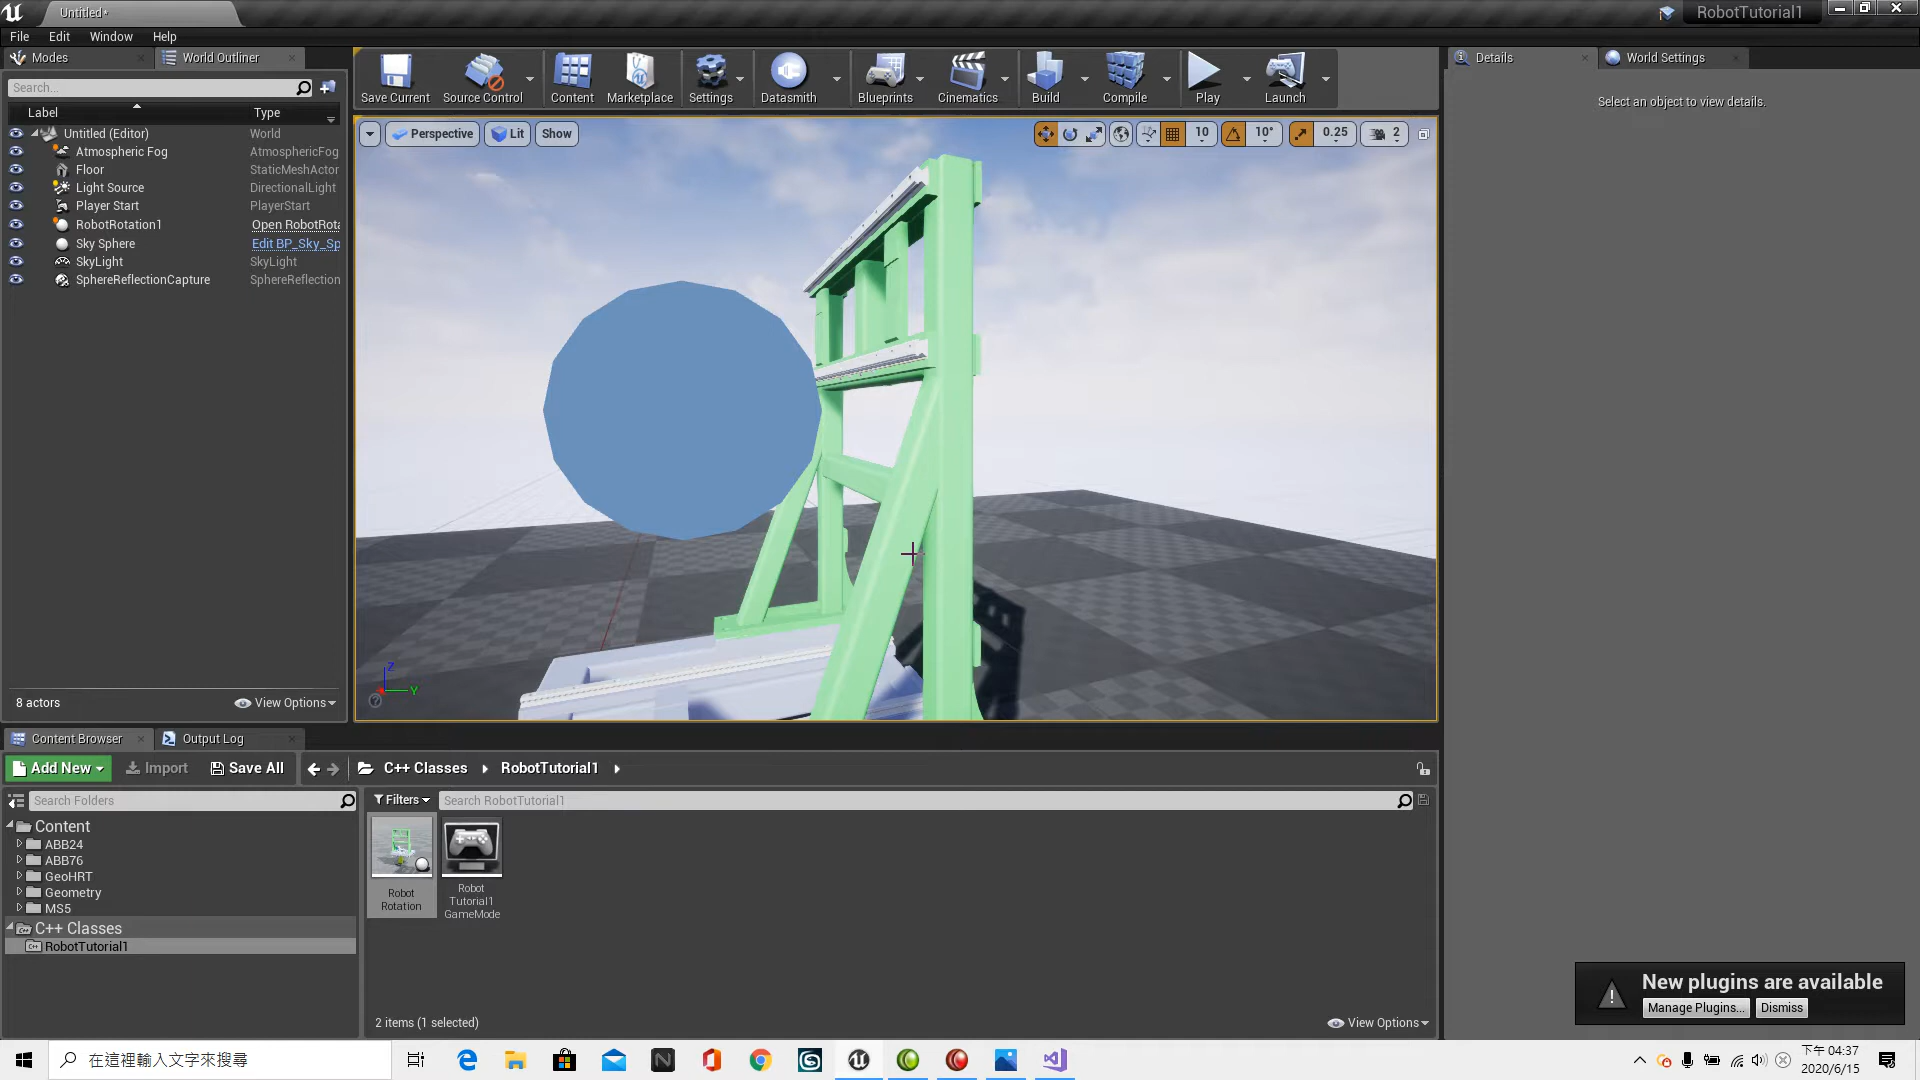 Untitled*
RobotTutorial1
File Edit Window Help
Modes
World Outliner
Search...
Label Type
Untitled (Editor) World
Atmospheric Fog AtmosphericFog
Floor StaticMeshActor
Light Source DirectionalLight
Player Start PlayerStart
RobotRotation1 Open RobotRota
Sky Sphere Edit BP_Sky_Sp
SkyLight SkyLight
SphereReflectionCapture SphereReflection
8 actors
View Options
Save Current
Source Control
Content
Marketplace
Settings
Datasmith
Blueprints
Cinematics
Build
Compile
Play
Launch
Perspective
Lit
Show
10
10°
0.25
2
Z
Y
Details
World Settings
Select an object to view details.
Content Browser
Output Log
Add New
Import
Save All
C++ Classes
RobotTutorial1
Search Folders
Content
ABB24
ABB76
GeoHRT
Geometry
MS5
C++ Classes
RobotTutorial1
Filters
Search RobotTutorial1
Robot
Rotation
Robot
Tutorial1
GameMode
2 items (1 selected)
View Options
New plugins are available
Manage Plugins...
Dismiss
在這裡輸入文字來搜尋
下午 04:37
2020/6/15